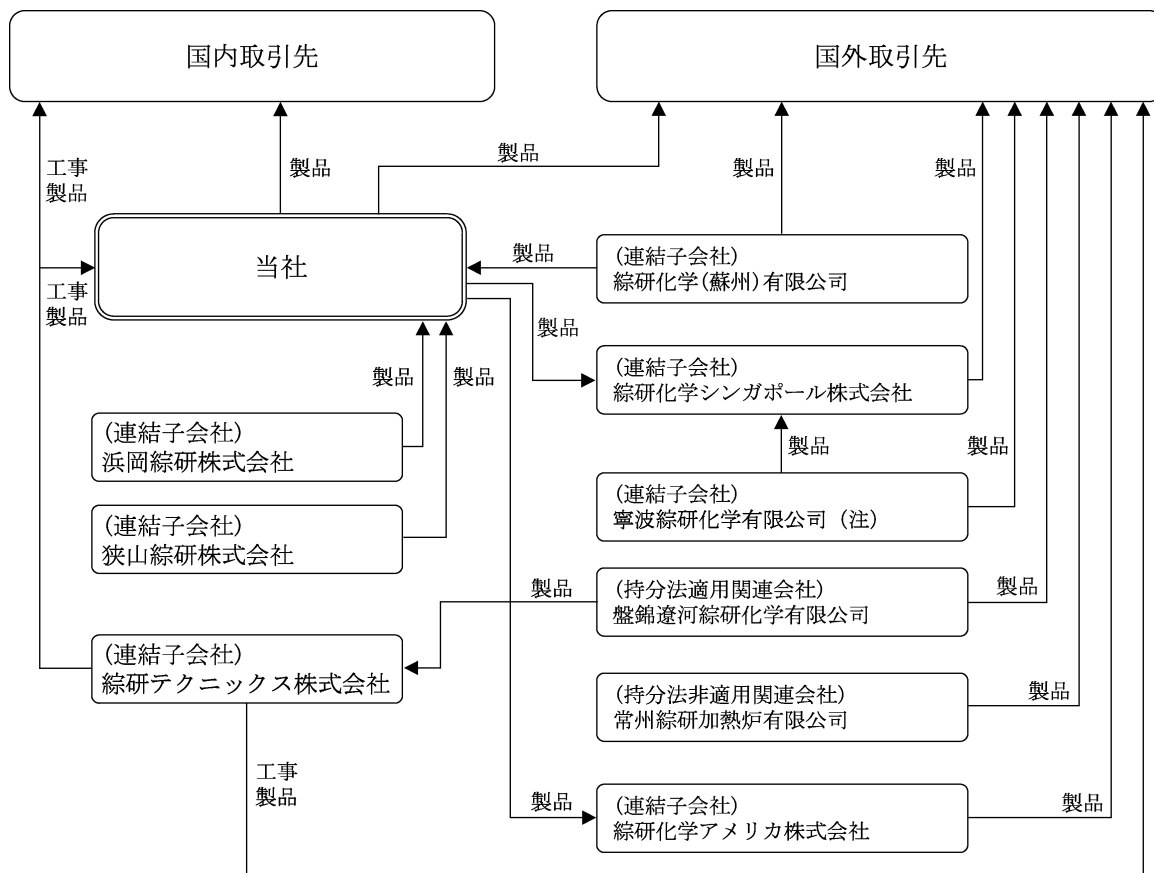 国内取引先
国外取引先
工事
製品
製品
製品
製品
製品
当社
(連結子会社)
綜研化学(蘇州)有限公司
製品
工事
製品
製品
(連結子会社)
綜研化学シンガポール株式会社
製品
製品
(連結子会社)
浜岡綜研株式会社
製品
製品
(連結子会社)
寧波綜研化学有限公司(注)
(連結子会社)
狭山綜研株式会社
製品
(持分法適用関連会社)
盤錦遼河綜研化学有限公司
(連結子会社)
綜研テクニックス株式会社
(持分法非適用関連会社)
常州綜研加熱炉有限公司
工事
製品
製品
(連結子会社)
綜研化学アメリカ株式会社